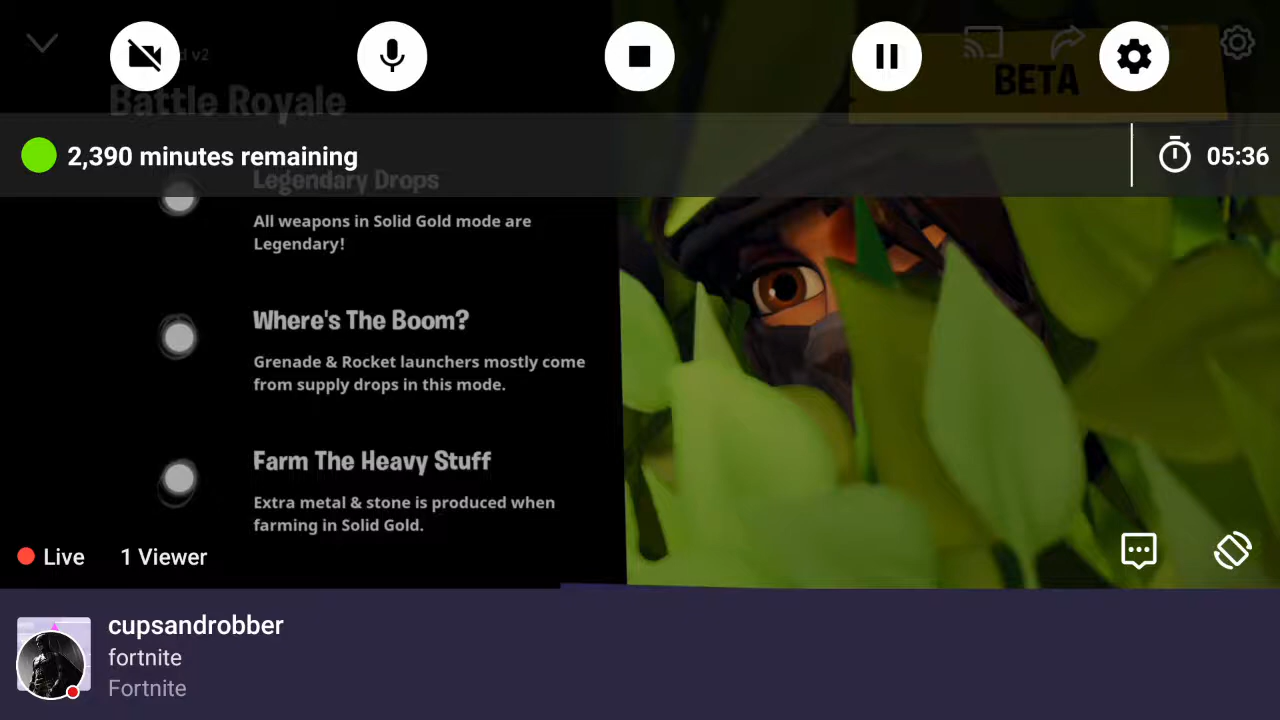 d v2
Battle Royale
BETA
2,390 minutes remaining
05:36
Legendary Drops
All weapons in Solid Gold mode are
Legendary!
Where's The Boom?
Grenade & Rocket launchers mostly come
from supply drops in this mode.
Farm The Heavy Stuff
Extra metal & stone is produced when
farming in Solid Gold.
Live
1 Viewer
cupsandrobber
fortnite
Fortnite